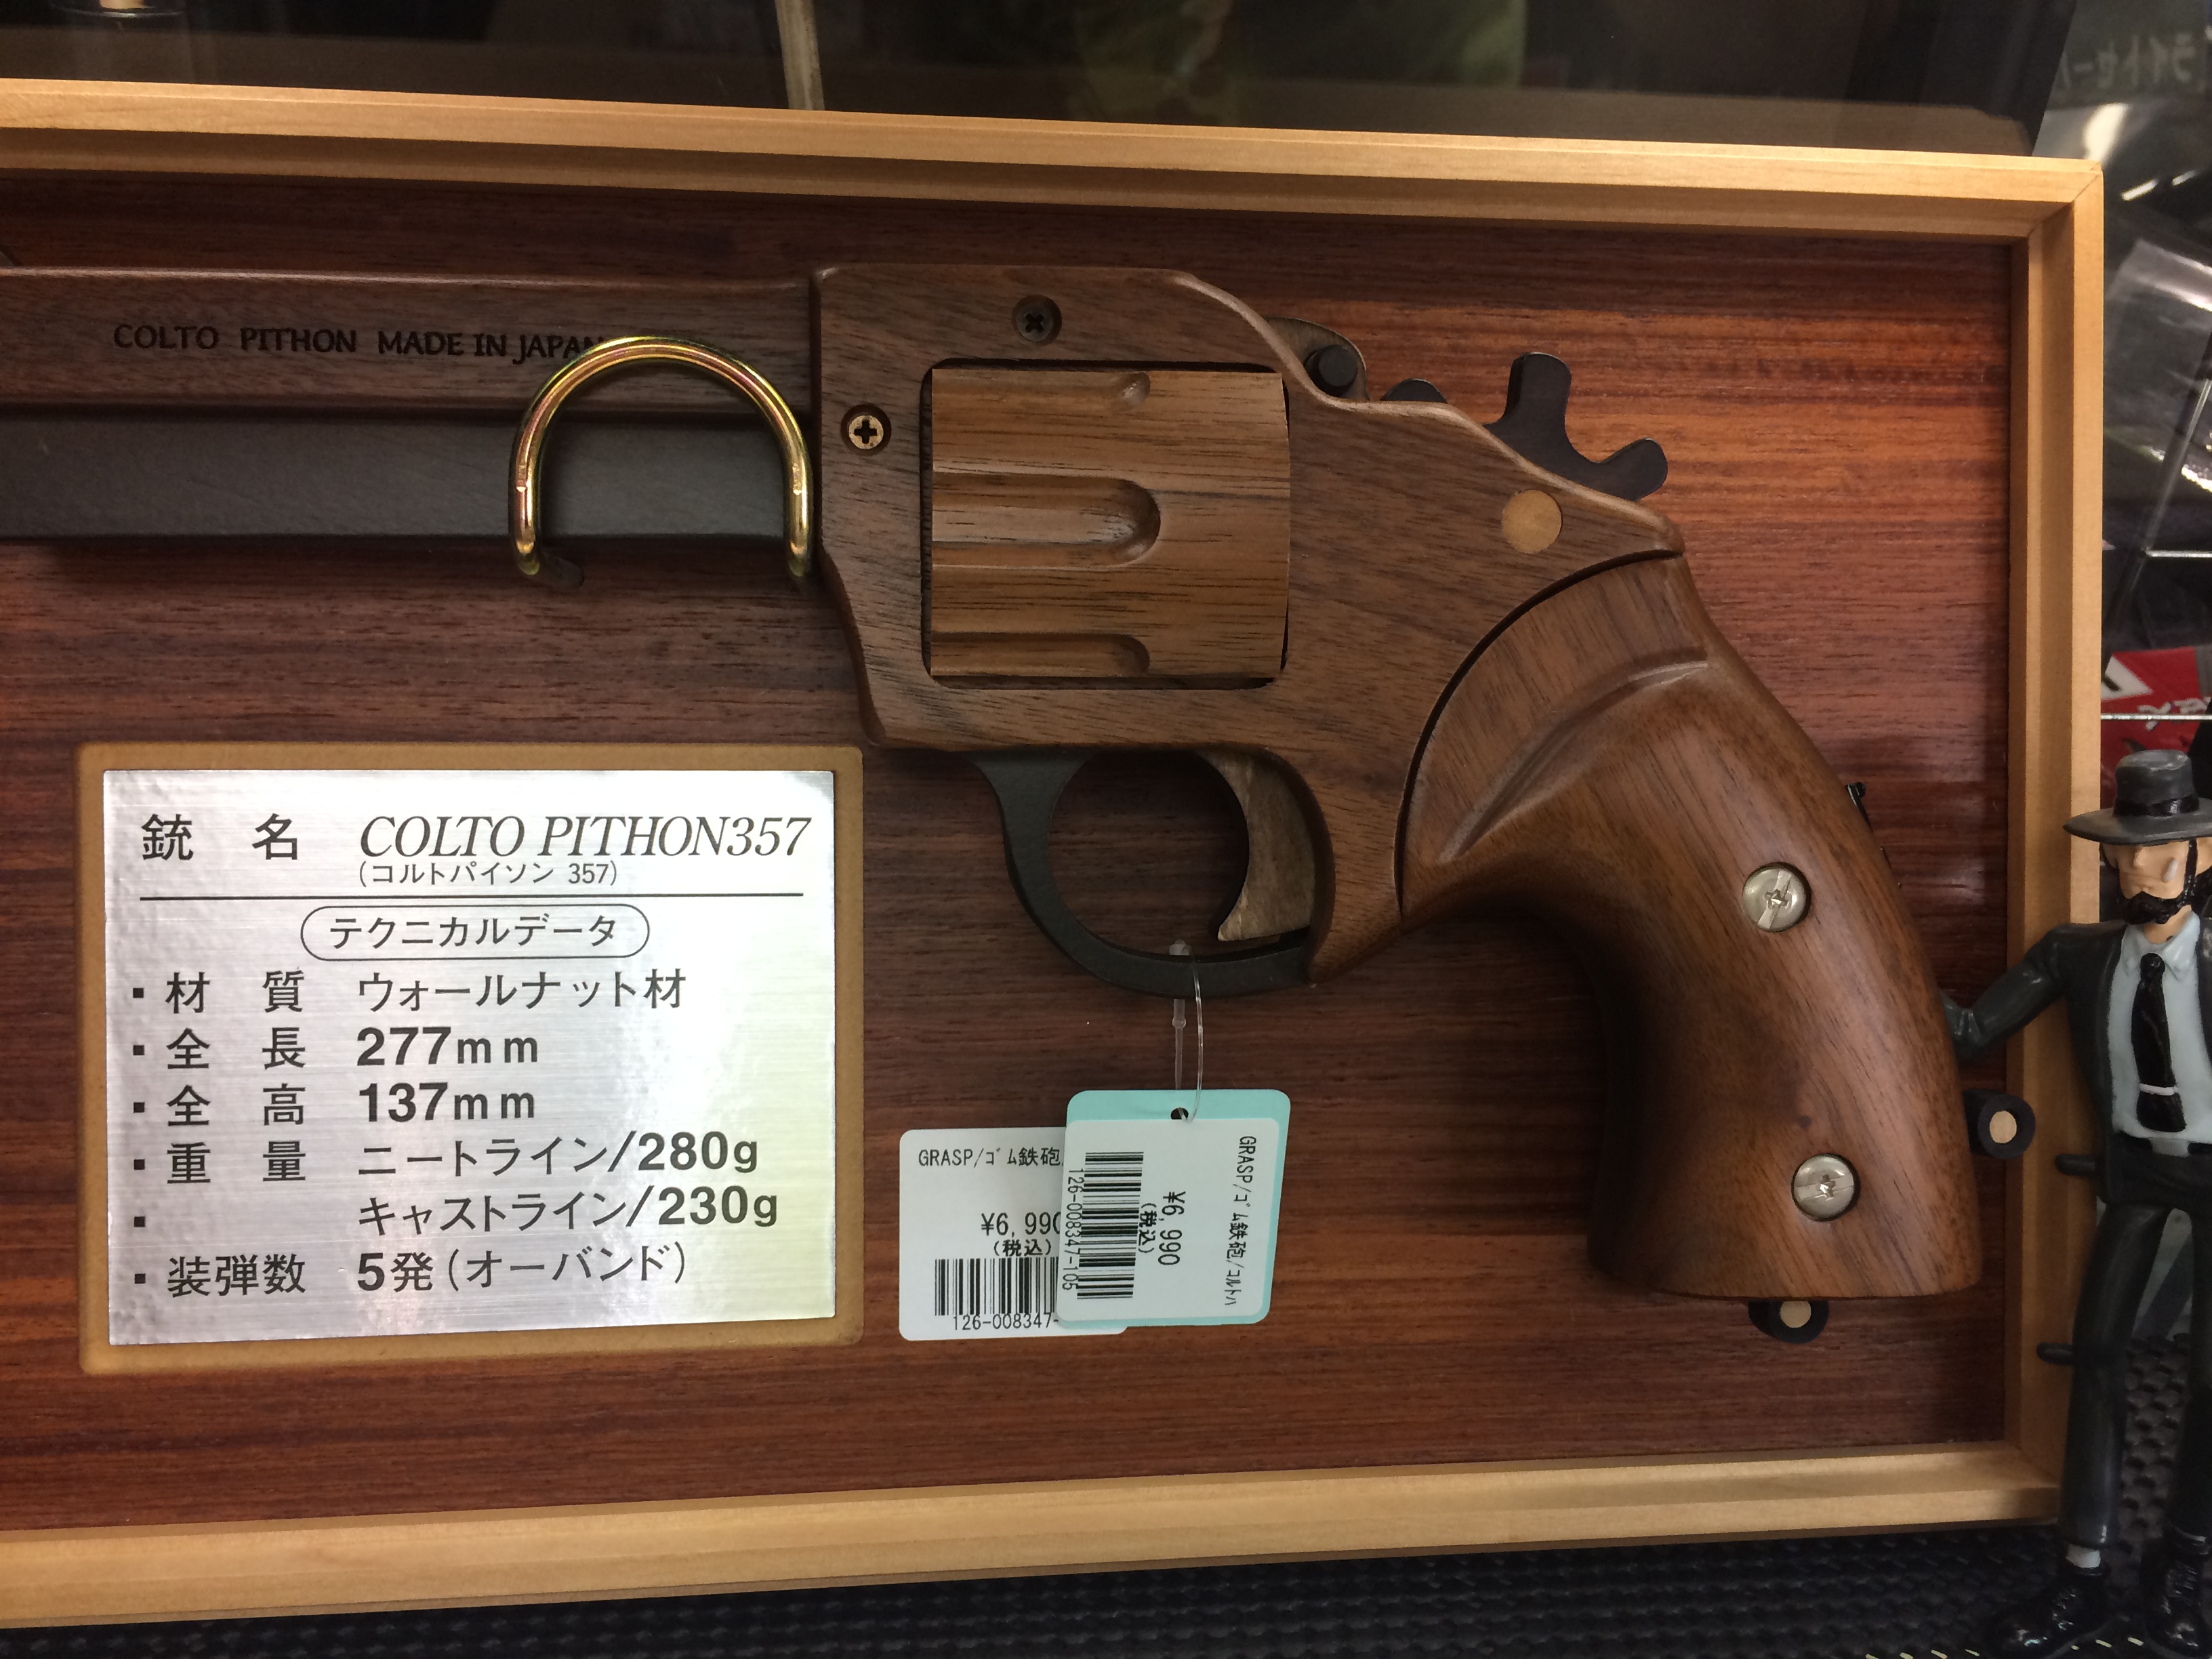 COLTO PITHON MADE IN JAPAN
銃名 COLTO PITHON357
(コルトパイソン 357)
テクニカルデータ
▪材質 ウォールナット材
▪全長 277mm
▪全高 137mm
▪重量 ニートライン/280g
▪ キャストライン/230g
▪装弾数 5発(オーバンド)
GRASP/ｺﾞﾑ鉄砲
¥6,990
(税込)
126-008347-
GRASP/ｺﾞﾑ鉄砲/ｺﾙﾄﾊ
¥6,990
(税込)
126-008347-105